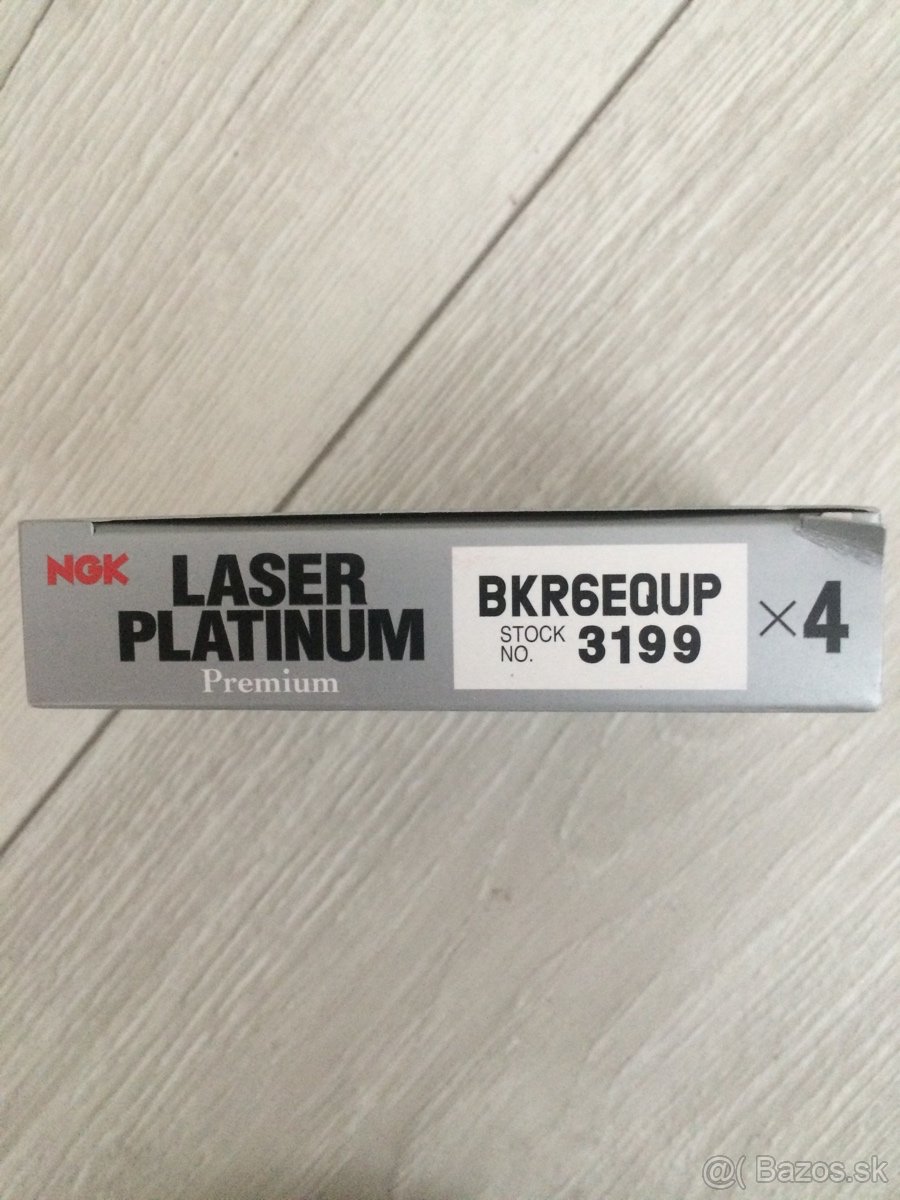 NGK
LASER
PLATINUM
Premium
BKR6EQUP
STOCK
NO. 3199
×4
@( Bazos.sk